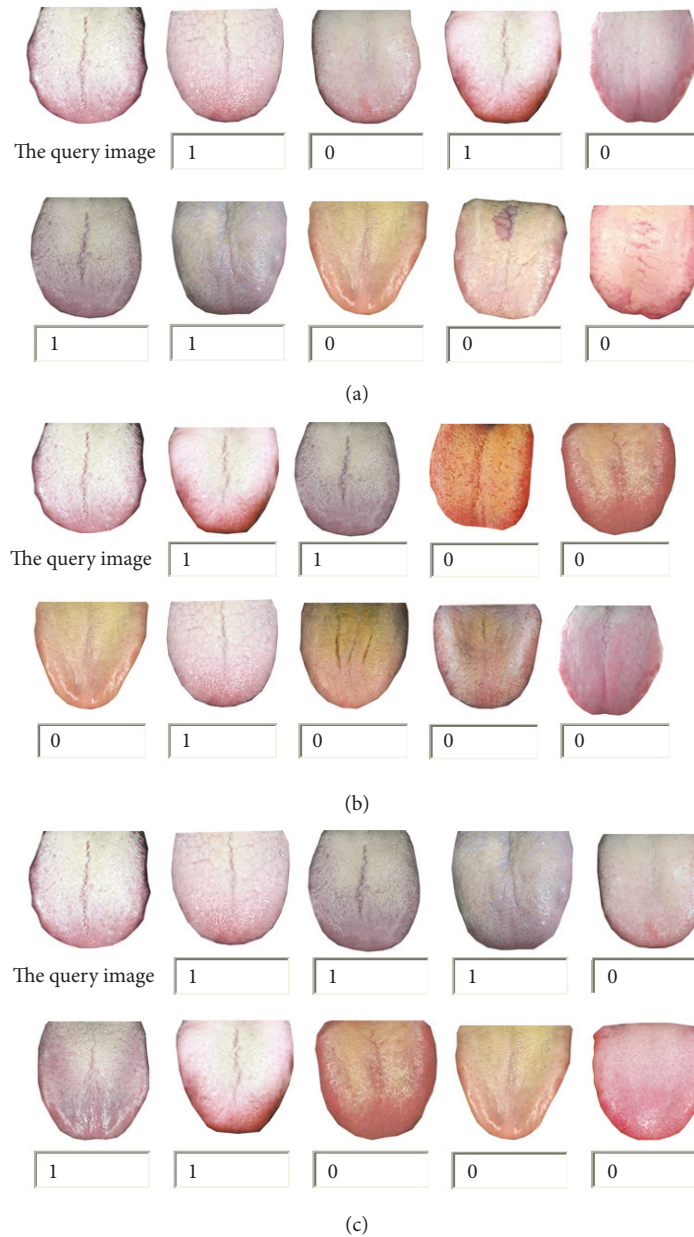 The query image 1 0 1 0
1 1 0 0 0
(a)
The query image 1 1 0 0
0 1 0 0 0
(b)
The query image 1 1 1 0
1 1 0 0 0
(c)